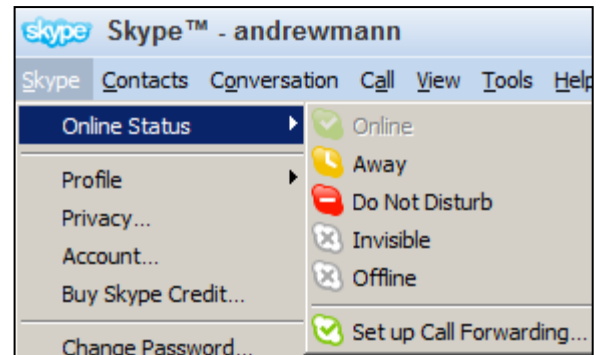 skype Skype™ - andrewmann
Skype Contacts Conversation Call View Tools Help
Online Status
Profile
Privacy...
Account...
Buy Skype Credit...
Change Password...
Online
Away
Do Not Disturb
Invisible
Offline
Set up Call Forwarding...